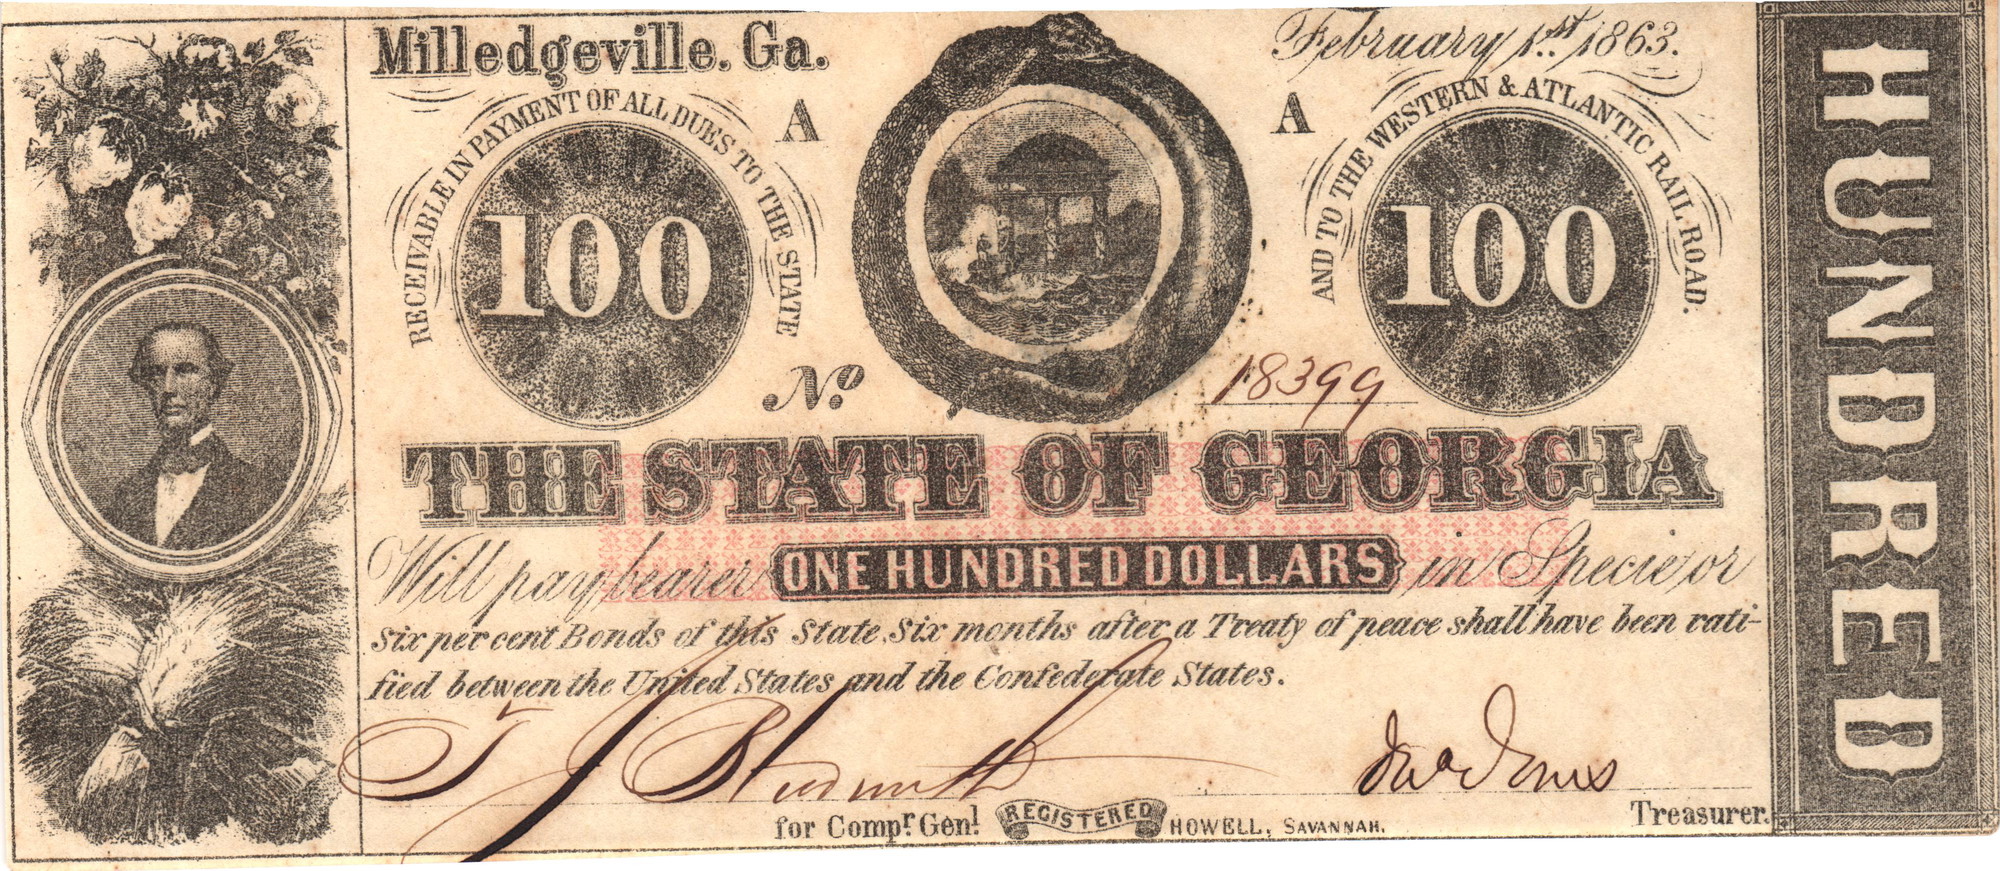 Milledgeville, Ga.
February 1st 1863.
RECEIVABLE IN PAYMENT OF ALL DUES TO THE STATE
A
A
AND TO THE WESTERN & ATLANTIC RAIL-ROAD.
100
100
No. 18399
THE STATE OF GEORGIA
Will pay bearer ONE HUNDRED DOLLARS in Specie or
Six per cent Bonds of this State, Six months after a Treaty of peace shall have been rati-
fied between the United States and the Confederate States.
Jno Jones
for Compr. Genl. REGISTERED HOWELL, SAVANNAH. Treasurer.
HUNDRED